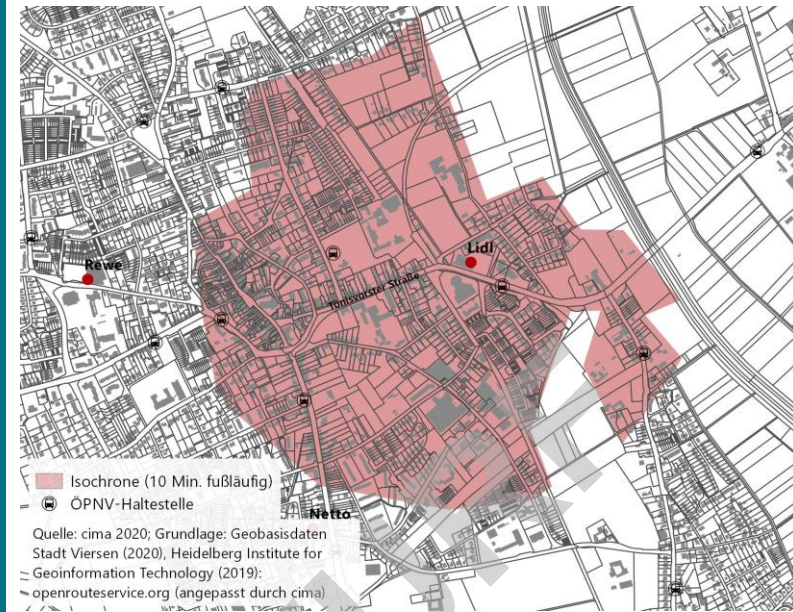 Rewe
Lidl
Tönisvorster Straße
Isochrone (10 Min. fußläufig)
ÖPNV-Haltestelle
Netto
Quelle: cima 2020; Grundlage: Geobasisdaten
Stadt Viersen (2020), Heidelberg Institute for
Geoinformation Technology (2019):
openrouteservice.org (angepasst durch cima)